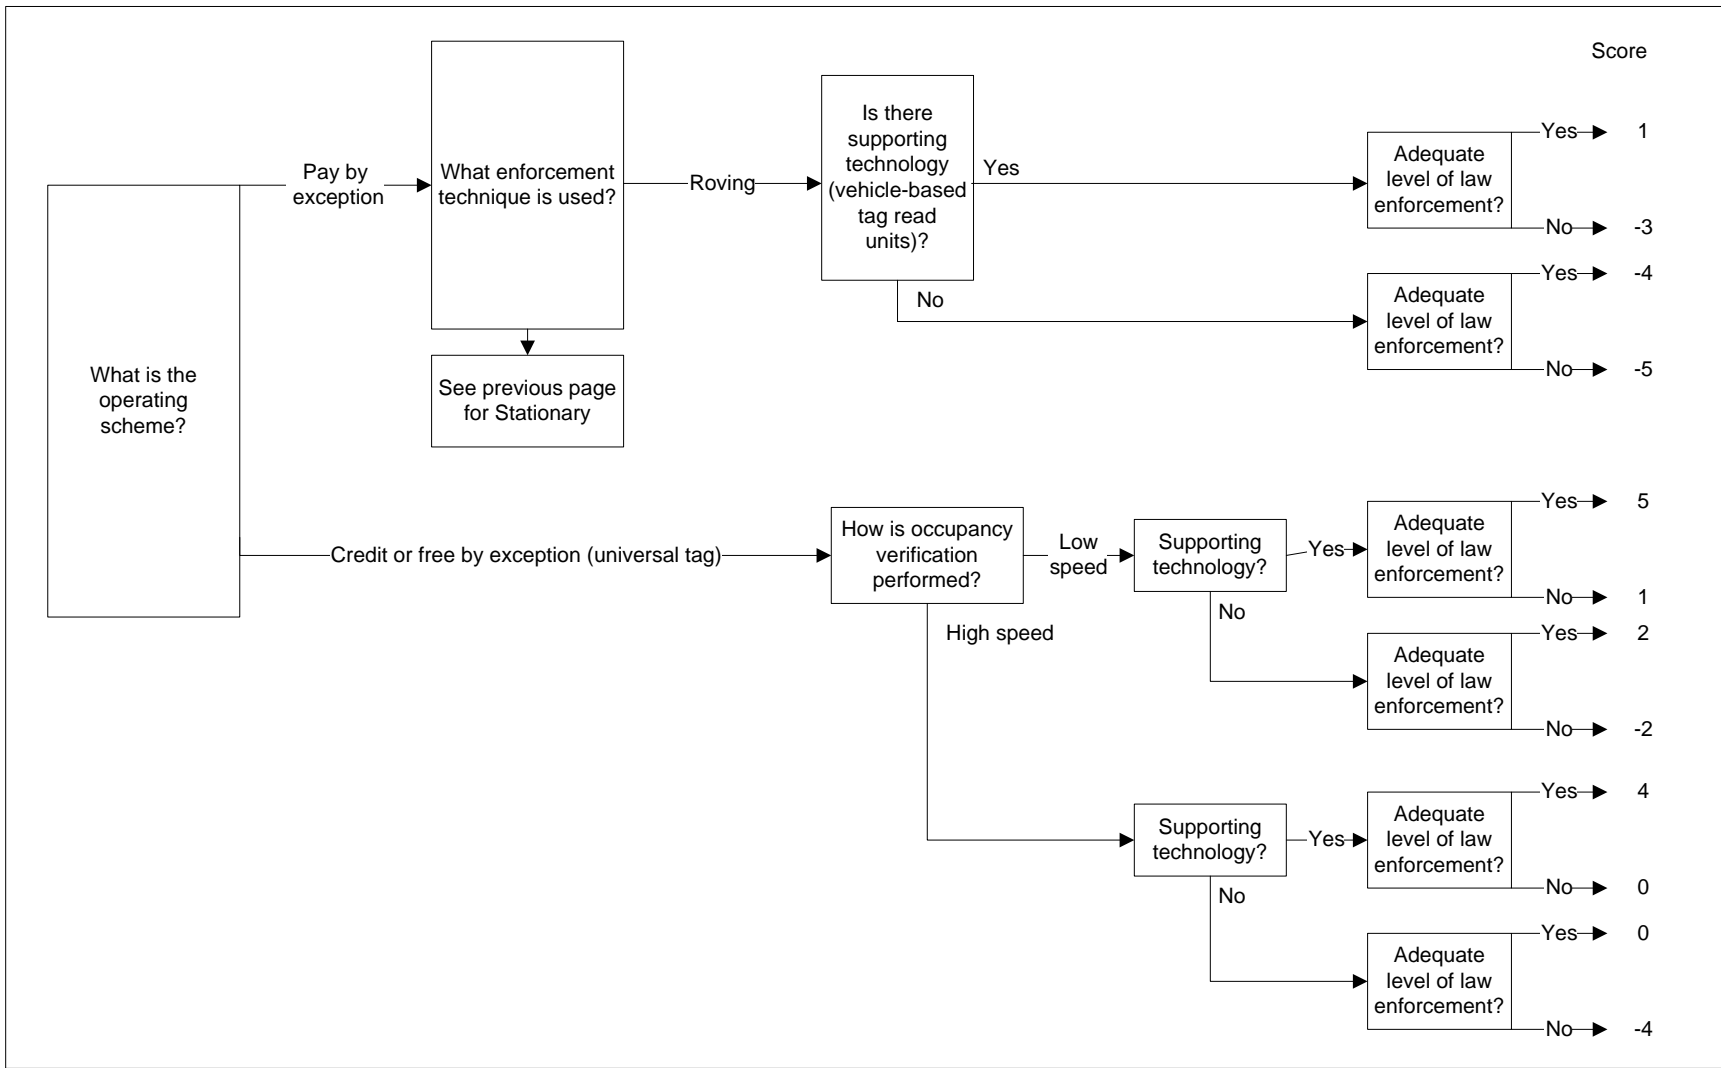 Score
What is the
operating
scheme?
Pay by
exception
What enforcement
technique is used?
See previous page
for Stationary
Roving
Is there
supporting
technology
(vehicle-based
tag read
units)?
Yes
Adequate
level of law
enforcement?
Yes 1
No -3
No
Adequate
level of law
enforcement?
Yes -4
No -5
Credit or free by exception (universal tag)
How is occupancy
verification
performed?
Low
speed
Supporting
technology?
Yes
Adequate
level of law
enforcement?
Yes 5
No 1
No
Adequate
level of law
enforcement?
Yes 2
No -2
High speed
Supporting
technology?
Yes
Adequate
level of law
enforcement?
Yes 4
No 0
No
Adequate
level of law
enforcement?
Yes 0
No -4